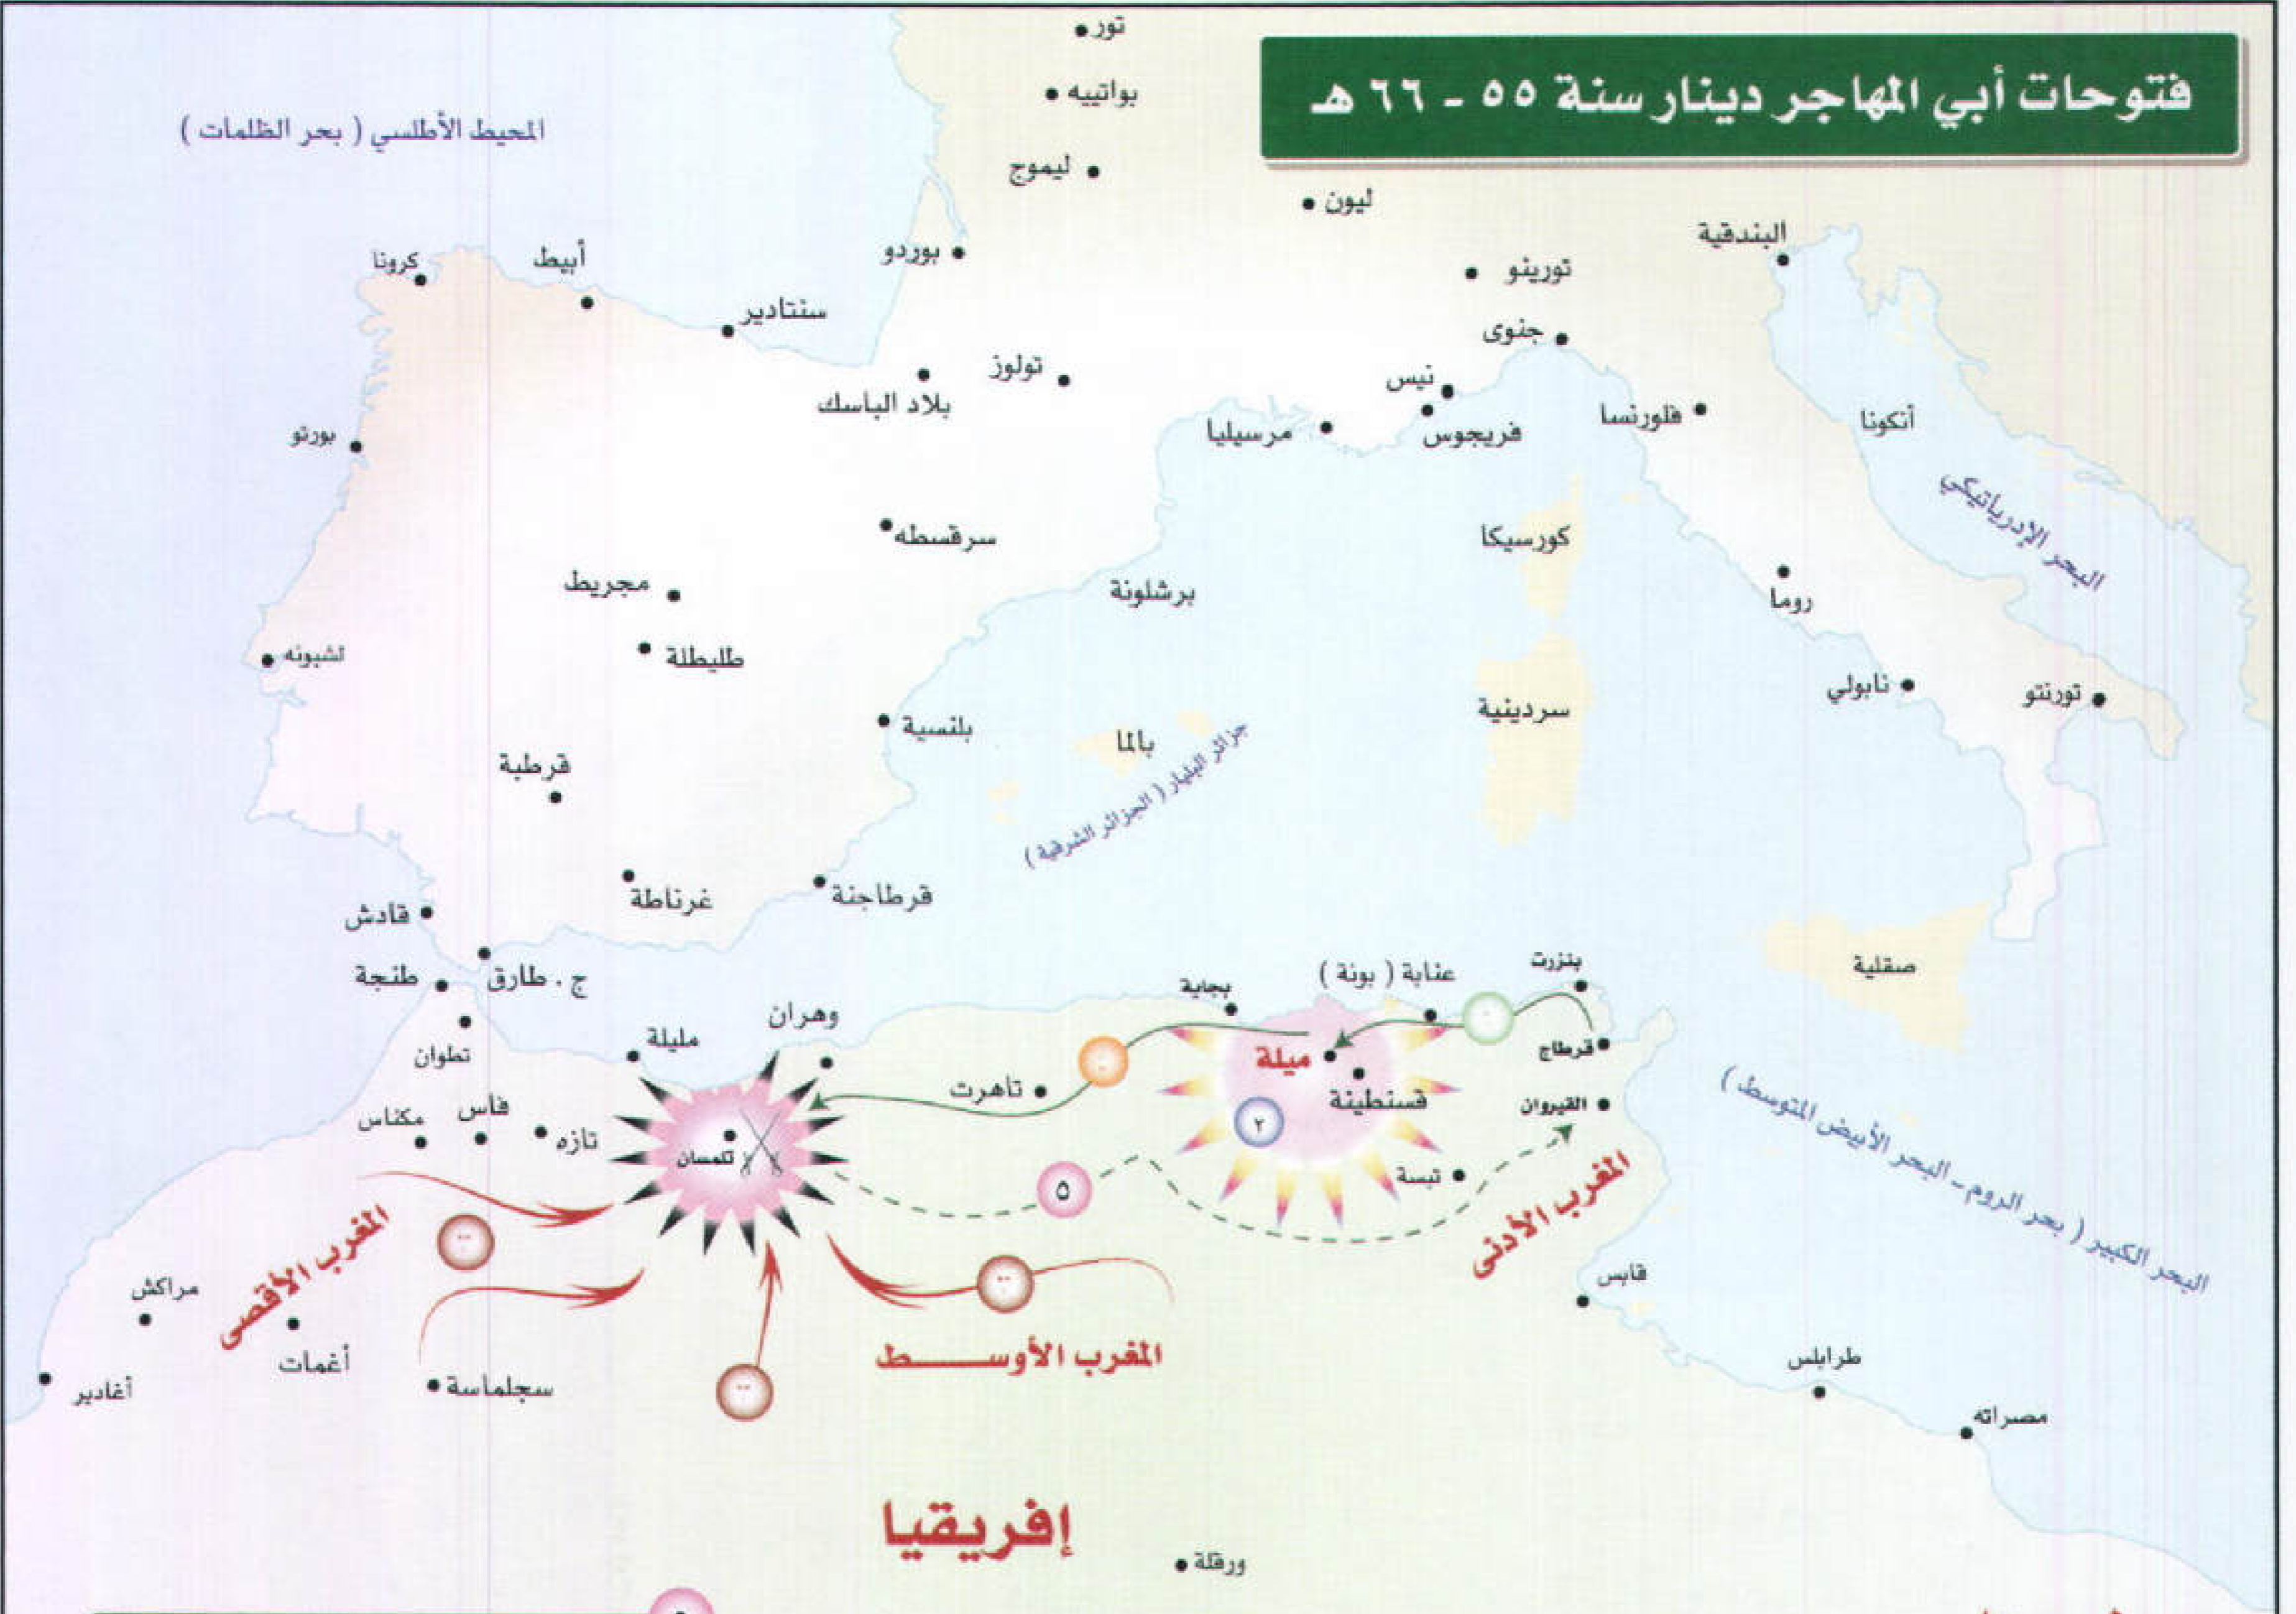 فتوحات أبي المهاجر دينار سنة ٥٥ - ٦٦ هـ
تور
بواتييه
ليموج
ليون
المحيط الأطلسي ( بحر الظلمات )
البندقية
بوردو
تورينو
كرونا
أبيط
سنتادير
جنوى
تولوز
نيس
بلاد الباسك
فريجوس
مرسيليا
فلورنسا
أنكونا
بورتو
البحر الإدرياتيكي
سرقسطه
كورسيكا
مجريط
برشلونة
روما
لشبونه
طليطلة
نابولي
تورنتو
سردينية
بلنسية
بالما
جزائر البليار ( الجزائر الشرقية )
قرطبة
غرناطة
قرطاجنة
قادش
ج . طارق
طنجة
صقلية
بنزرت
عنابة ( بونة )
بجاية
وهران
مليلة
تطوان
قرطاج
ميلة
قسنطينة
تاهرت
القيروان
البحر الكبير ( بحر الروم - البحر الأبيض المتوسط )
مكناس
فاس
تازه
تلمسان
٢
٥
تبسة
المغرب الأدنى
المغرب الأقصى
قابس
مراكش
أغمات
المغرب الأوســـــط
طرابلس
أغادير
سجلماسة
مصراته
إفريقيا
ورقلة